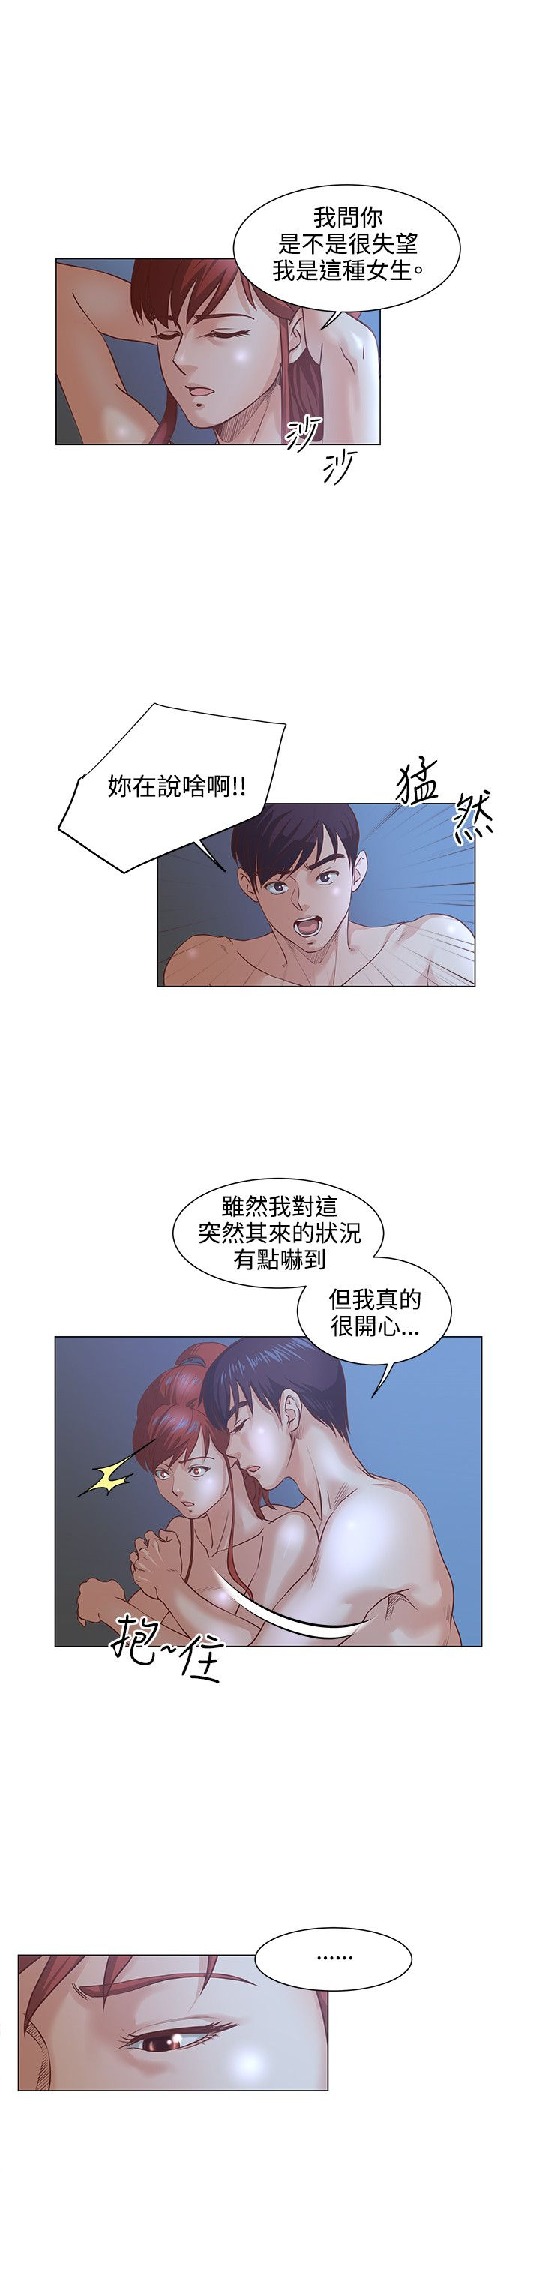 我問你
是不是很失望
我是這種女生。
沙
沙
妳在說啥啊!!
猛
然
雖然我對這
突然其來的狀況
有點嚇到
但我真的
很開心...
抱~住
......